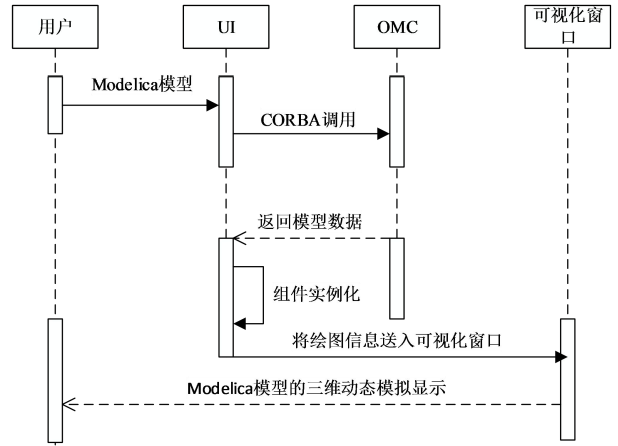 用户
UI
OMC
可视化窗
口
Modelica模型
CORBA调用
返回模型数据
组件实例化
将绘图信息送入可视化窗口
Modelica模型的三维动态模拟显示